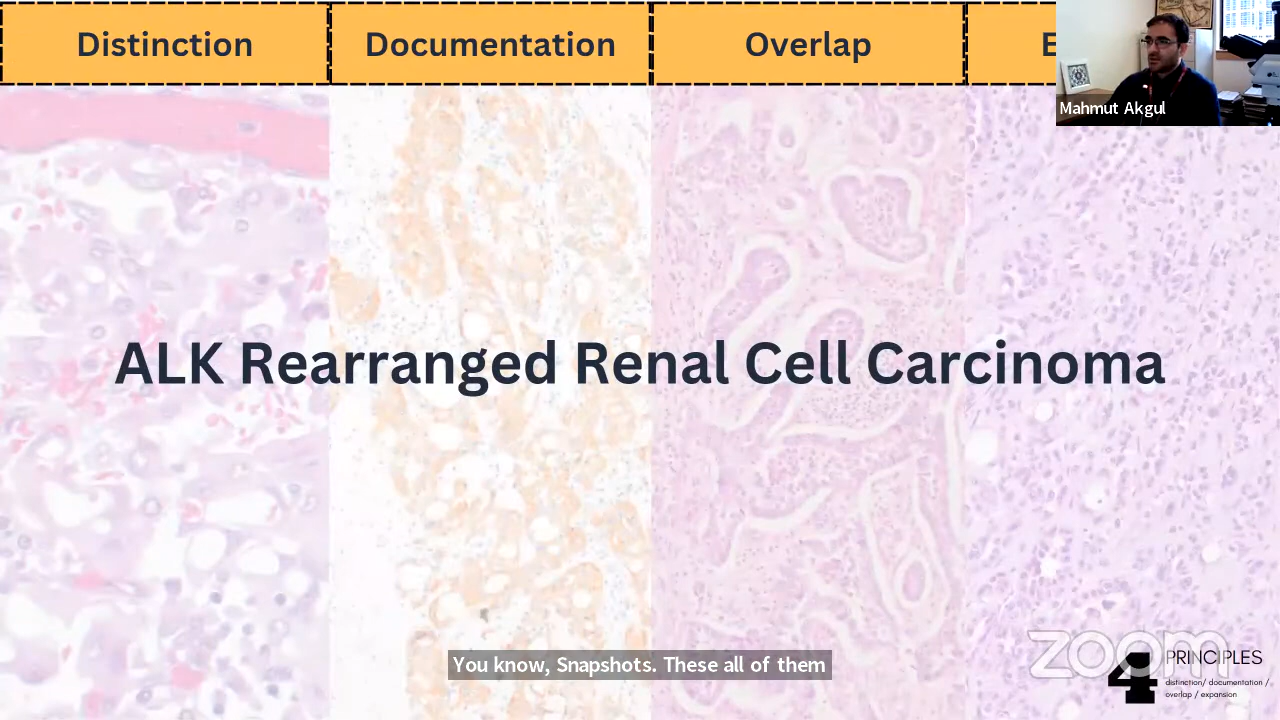 Distinction
Documentation
Overlap
E
Mahmut Akgul
ALK Rearranged Renal Cell Carcinoma
You know, Snapshots. These all of them
zoom
4 PRINCIPLES
distinction/ documentation /
overlap / expansion